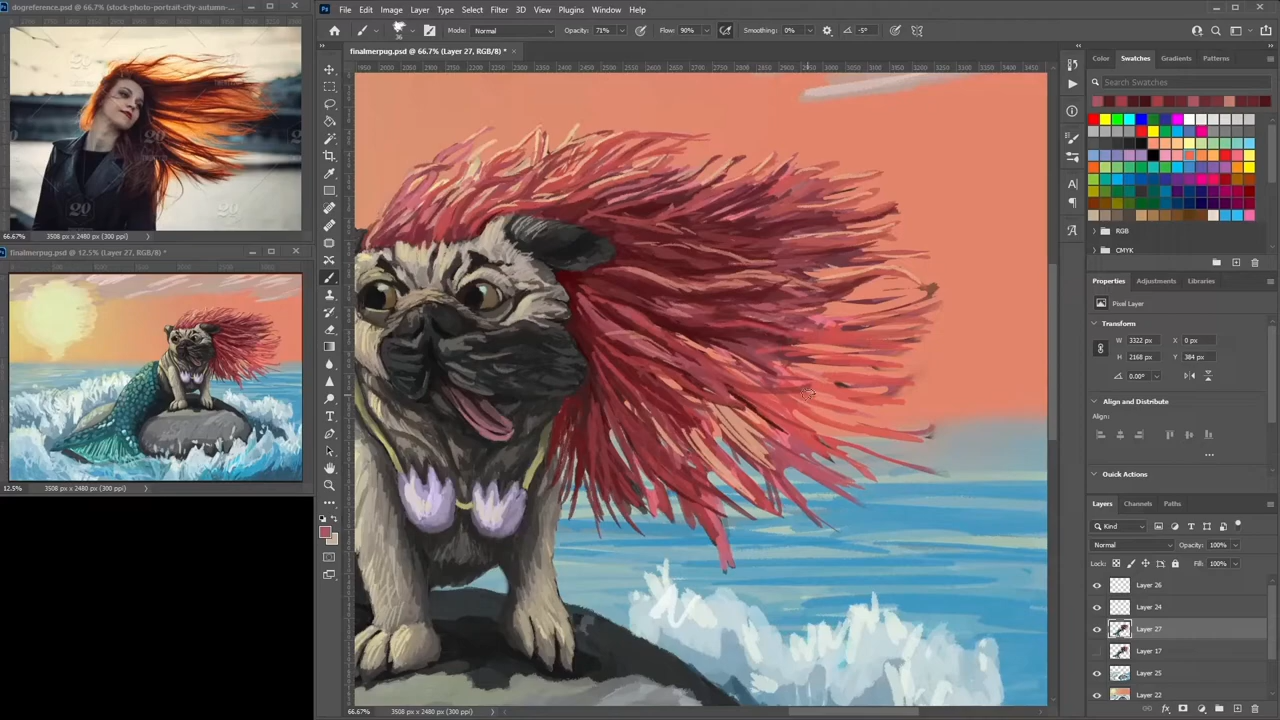 dogreference.psd @ 66.7% (stock-photo-portrait-city-autumn-...
File Edit Image Layer Type Select Filter 3D View Plugins Window Help
36 Mode: Normal Opacity: 71% Flow: 90% Smoothing: 0% -5°
finalmerpug.psd @ 66.7% (Layer 27, RGB/8) *
66.67% 3508 px x 2480 px (300 ppi)
finalmerpug.psd @ 12.5% (Layer 27, RGB/8) *
12.5% 3508 px x 2480 px (300 ppi)
66.67% 3508 px x 2480 px (300 ppi)
Color Swatches Gradients Patterns
Search Swatches
RGB
CMYK
Properties Adjustments Libraries
Pixel Layer
Transform
W 3322 px X 0 px
H 2168 px Y 384 px
0.00°
Align and Distribute
Align:
Quick Actions
Layers Channels Paths
Kind
Normal Opacity: 100%
Lock: Fill: 100%
Layer 26
Layer 24
Layer 27
Layer 17
Layer 25
Layer 22